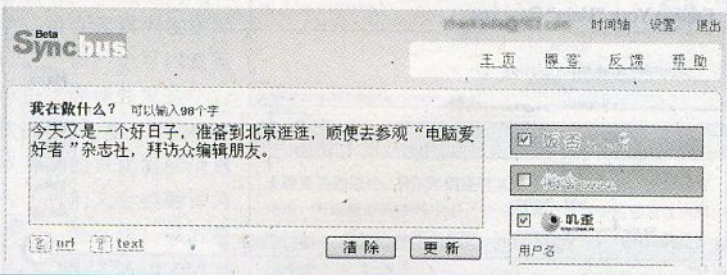 时间轴 设置 退出
Beta
Syncbus
主页 博客 反馈 帮助
我在做什么? 可以输入98个字
今天又是一个好日子，准备到北京逛逛，顺便去参观“电脑爱
好者”杂志社，拜访众编辑朋友。
饭否
叽歪
url text
清除 更新
用户名